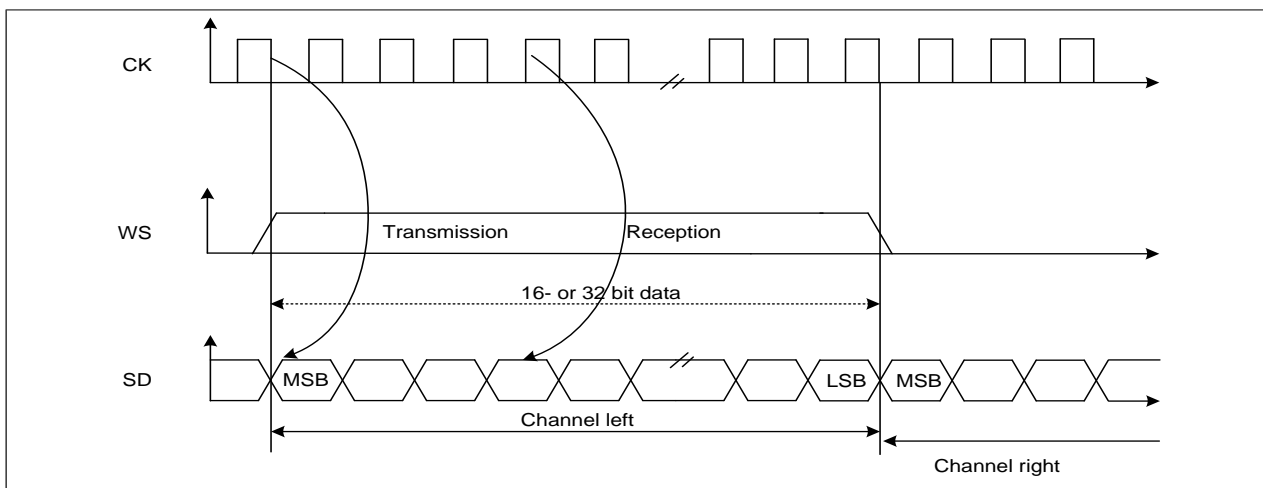 CK
WS
Transmission
Reception
16- or 32 bit data
SD
MSB
LSB
MSB
Channel left
Channel right